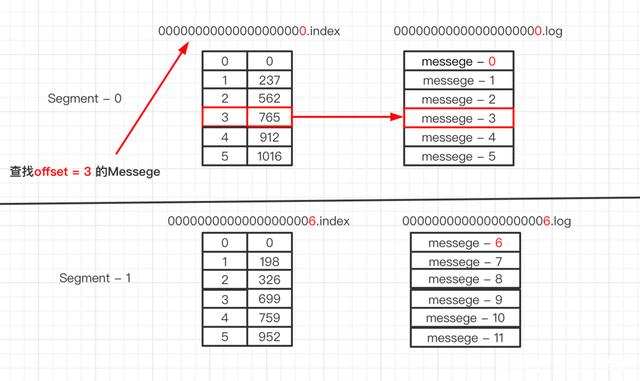 00000000000000000000.index
00000000000000000000.log
Segment – 0
0 0
1 237
2 562
3 765
4 912
5 1016
messege – 0
messege – 1
messege – 2
messege – 3
messege – 4
messege – 5
查找offset = 3 的Messege
00000000000000000006.index
00000000000000000006.log
Segment – 1
0 0
1 198
2 326
3 699
4 759
5 952
messege – 6
messege – 7
messege – 8
messege – 9
messege – 10
messege – 11